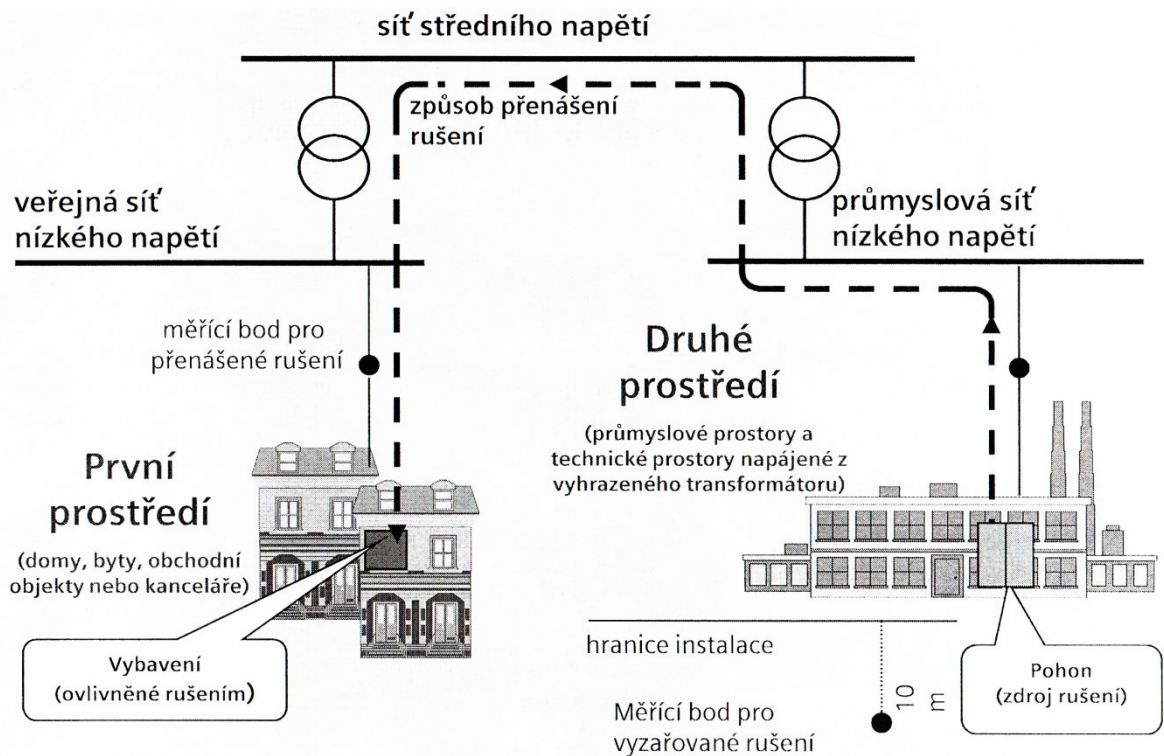 síť středního napětí
způsob přenášení
rušení
veřejná síť
nízkého napětí
průmyslová síť
nízkého napětí
měřící bod pro
přenášené rušení
Druhé
prostředí
(průmyslové prostory a
technické prostory napájené z
vyhrazeného transformátoru)
První
prostředí
(domy, byty, obchodní
objekty nebo kanceláře)
Vybavení
(ovlivněné rušením)
hranice instalace
Pohon
(zdroj rušení)
10
m
Měřící bod pro
vyzařované rušení